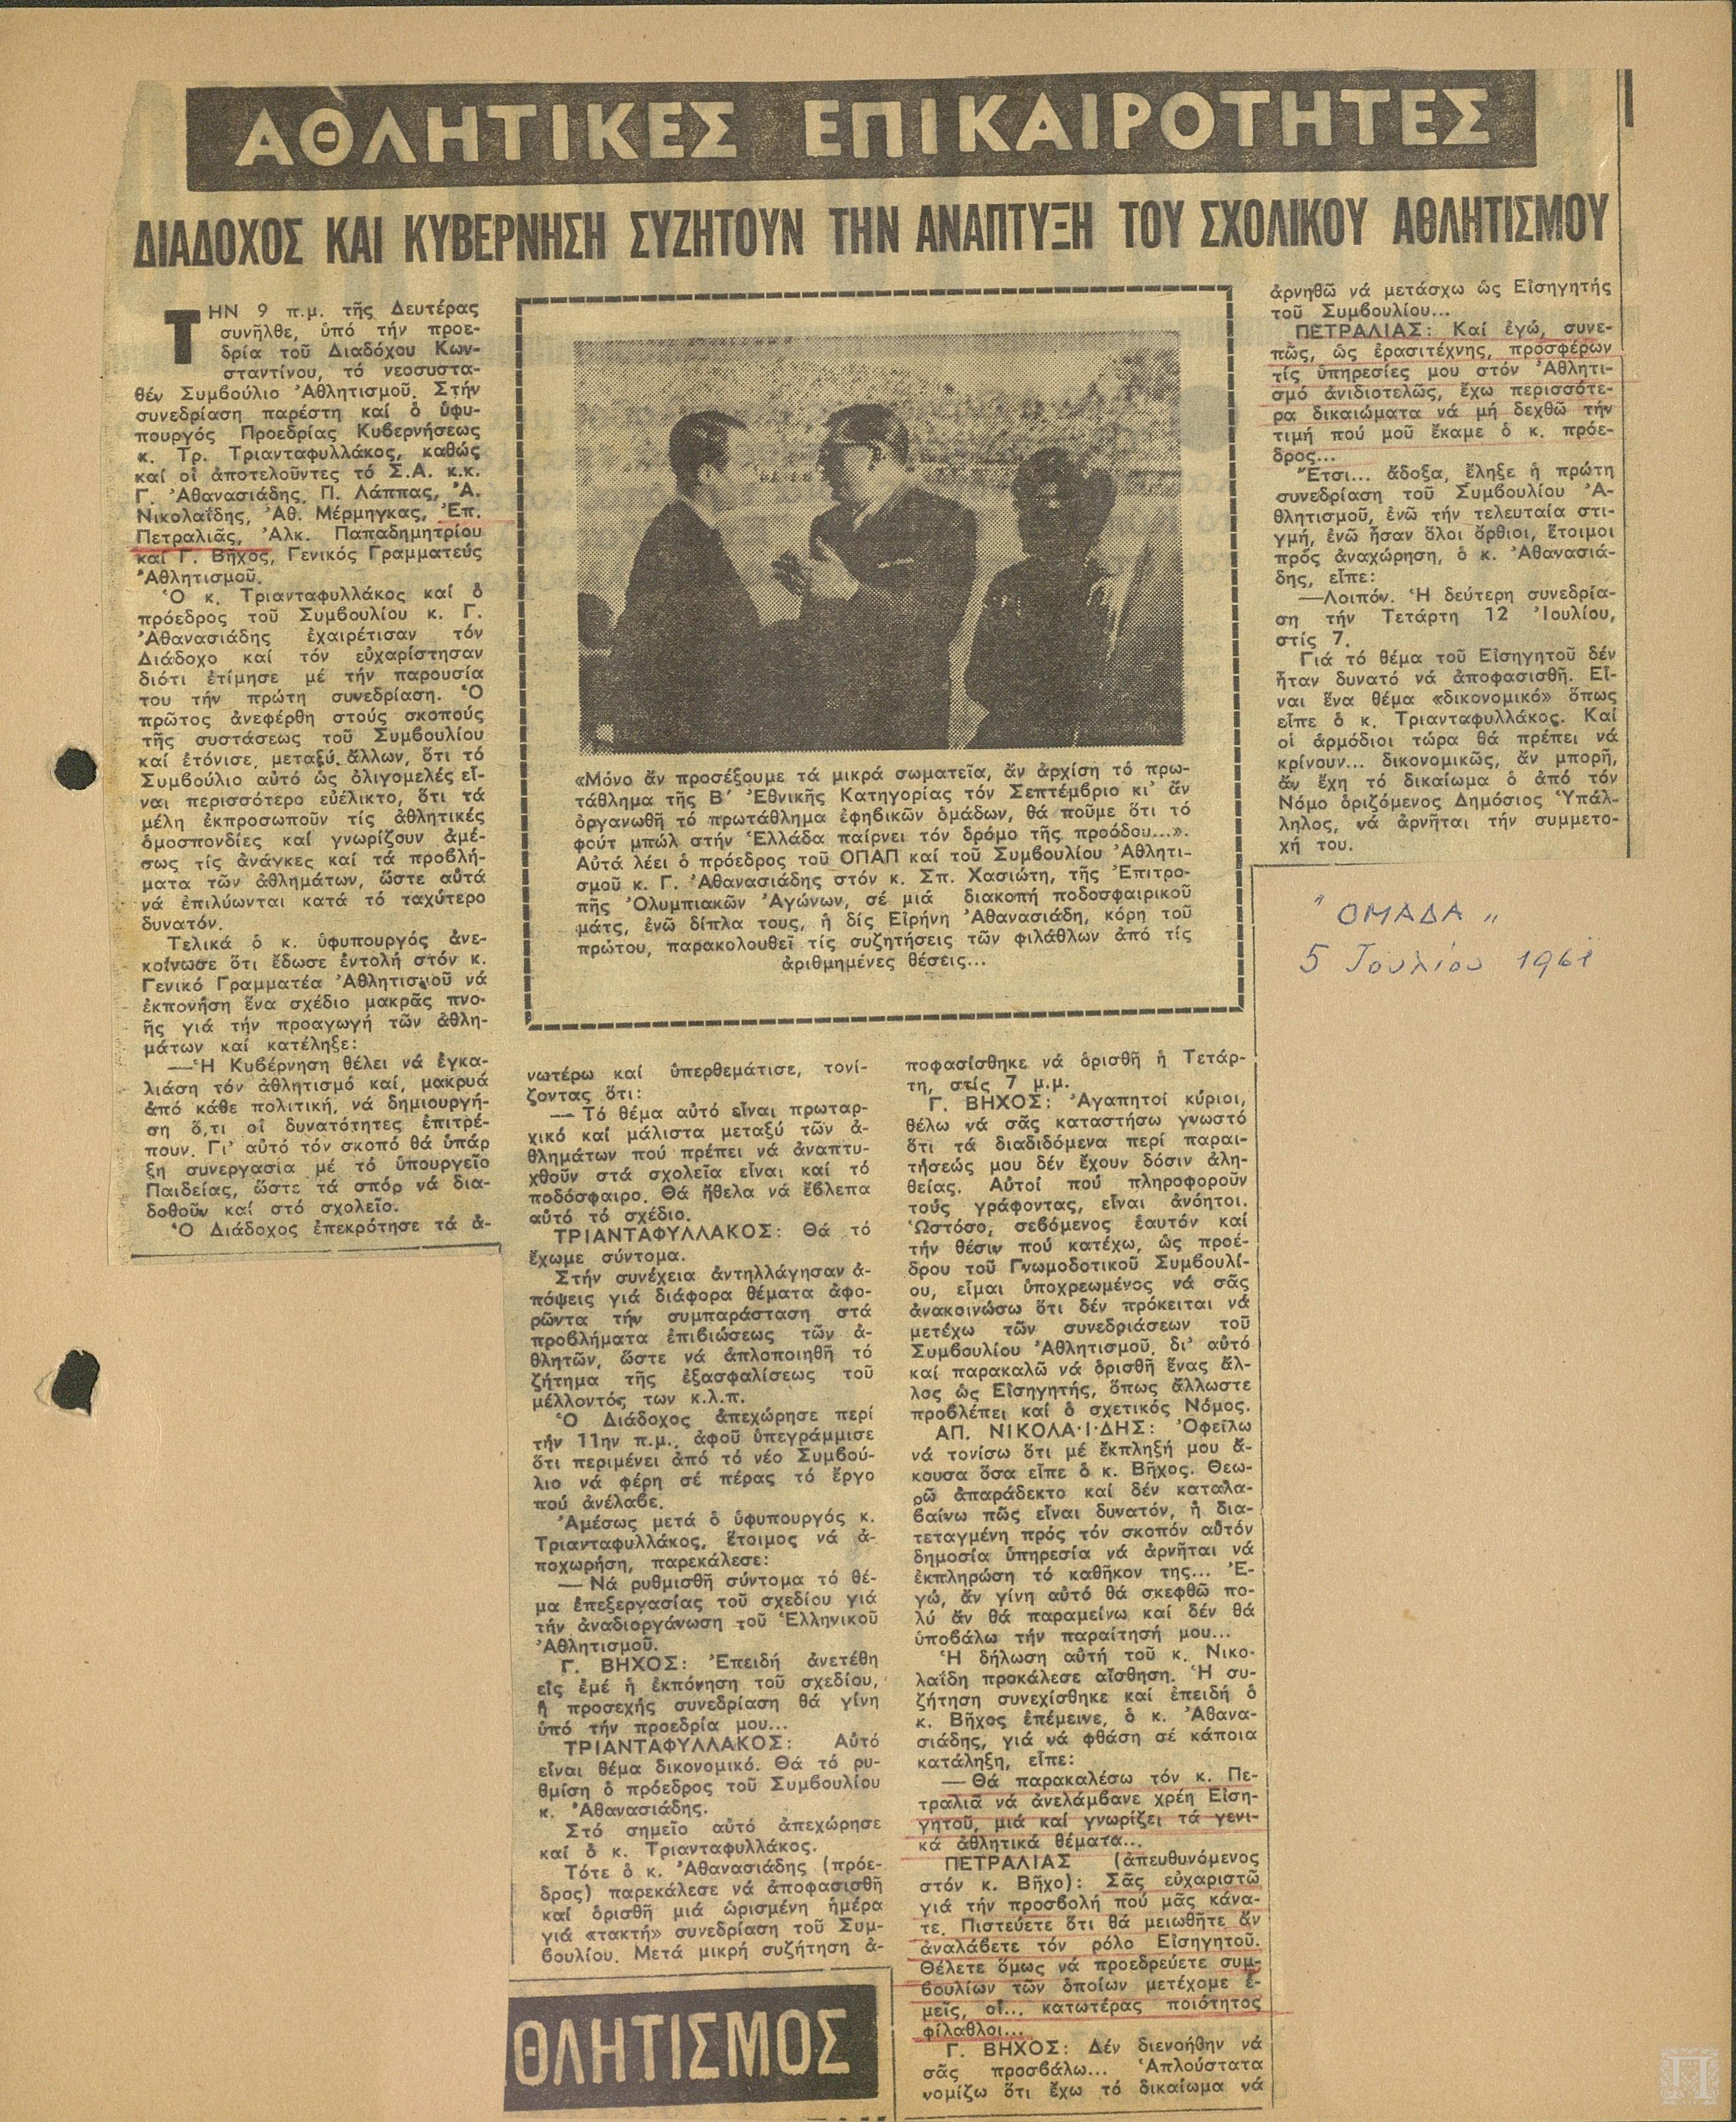 ΑΘΛΗΤΙΚΕΣ ΕΠΙΚΑΙΡΟΤΗΤΕΣ
ΔΙΑΔΟΧΟΣ ΚΑΙ ΚΥΒΕΡΝΗΣΗ ΣΥΖΗΤΟΥΝ ΤΗΝ ΑΝΑΠΤΥΞΗ ΤΟΥ ΣΧΟΛΙΚΟΥ ΑΘΛΗΤΙΣΜΟΥ
ΤΗΝ 9 π.μ. τῆς Δευτέρας
συνῆλθε, ὑπό τήν προε-
δρία τοῦ Διαδόχου Κων-
σταντίνου, τό νεοσυστα-
θέν Συμβούλιο Ἀθλητισμοῦ. Στήν
συνεδρίαση παρέστη καί ὁ ὑφυ-
πουργός Προεδρίας Κυβερνήσεως
κ. Τρ. Τριανταφυλλάκος, καθώς
καί οἱ ἀποτελοῦντες τό Σ.Α. κ.κ.
Γ. Ἀθανασιάδης, Π. Λάππας, Ἀ.
Νικολαΐδης, Ἀθ. Μέρμηγκας, Ἐπ.
Πετραλιᾶς, Ἀλκ. Παπαδημητρίου
καί Γ. Βῆχος, Γενικός Γραμματεύς
Ἀθλητισμοῦ.
Ὁ κ. Τριανταφυλλάκος καί ὁ
πρόεδρος τοῦ Συμβουλίου κ. Γ.
Ἀθανασιάδης ἐχαιρέτισαν τόν
Διάδοχο καί τόν εὐχαρίστησαν
διότι ἐτίμησε μέ τήν παρουσία
του τήν πρώτη συνεδρίαση. Ὁ
πρῶτος ἀνεφέρθη στούς σκοπούς
τῆς συστάσεως τοῦ Συμβουλίου
καί ἐτόνισε, μεταξύ ἄλλων, ὅτι τό
Συμβούλιο αὐτό ὡς ὀλιγομελές εἶ-
ναι περισσότερο εὐέλικτο, ὅτι τά
μέλη ἐκπροσωποῦν τίς ἀθλητικές
ὁμοσπονδίες καί γνωρίζουν ἀμέ-
σως τίς ἀνάγκες καί τά προβλή-
ματα τῶν ἀθλημάτων, ὥστε αὐτά
νά ἐπιλύωνται κατά τό ταχύτερο
δυνατόν.
Τελικά ὁ κ. ὑφυπουργός ἀνε-
κοίνωσε ὅτι ἔδωσε ἐντολή στόν κ.
Γενικό Γραμματέα Ἀθλητισμοῦ νά
ἐκπονήση ἕνα σχέδιο μακρᾶς πνο-
ῆς γιά τήν προαγωγή τῶν ἀθλη-
μάτων καί κατέληξε:
—Ἡ Κυβέρνηση θέλει νά ἐγκα-
λιάση τόν ἀθλητισμό καί, μακρυά
ἀπό κάθε πολιτική, νά δημιουργή-
ση ὅ,τι οἱ δυνατότητες ἐπιτρέ-
πουν. Γι' αὐτό τόν σκοπό θά ὑπάρ
ξη συνεργασία μέ τό ὑπουργεῖο
Παιδείας, ὥστε τά σπόρ νά δια-
δοθοῦν καί στό σχολεῖο.
Ὁ Διάδοχος ἐπεκρότησε τά ἀ-
«Μόνο ἄν προσέξουμε τά μικρά σωματεῖα, ἄν ἀρχίση τό πρω-
τάθλημα τῆς Β΄ Ἐθνικῆς Κατηγορίας τόν Σεπτέμβριο κι' ἄν
ὀργανωθῆ τό πρωτάθλημα ἐφηβικῶν ὁμάδων, θά ποῦμε ὅτι τό
φούτ μπώλ στήν Ἑλλάδα παίρνει τόν δρόμο τῆς προόδου...».
Αὐτά λέει ὁ πρόεδρος τοῦ ΟΠΑΠ καί τοῦ Συμβουλίου Ἀθλητι-
σμοῦ κ. Γ. Ἀθανασιάδης στόν κ. Σπ. Χασιώτη, τῆς Ἐπιτρο-
πῆς Ὀλυμπιακῶν Ἀγώνων, σέ μιά διακοπή ποδοσφαιρικοῦ
μάτς, ἐνῶ δίπλα τους, ἡ δίς Εἰρήνη Ἀθανασιάδη, κόρη τοῦ
πρώτου, παρακολουθεῖ τίς συζητήσεις τῶν φιλάθλων ἀπό τίς
ἀριθμημένες θέσεις...
νωτέρω καί ὑπερθεμάτισε, τονί-
ζοντας ὅτι:
— Τό θέμα αὐτό εἶναι πρωταρ-
χικό καί μάλιστα μεταξύ τῶν ἀ-
θλημάτων πού πρέπει νά ἀναπτυ-
χθοῦν στά σχολεῖα εἶναι καί τό
ποδόσφαιρο. Θά ἤθελα νά ἔβλεπα
αὐτό τό σχέδιο.
ΤΡΙΑΝΤΑΦΥΛΛΑΚΟΣ: Θά τό
ἔχωμε σύντομα.
Στήν συνέχεια ἀντηλλάγησαν ἀ-
πόψεις γιά διάφορα θέματα ἀφο-
ρῶντα τήν συμπαράσταση στά
προβλήματα ἐπιβιώσεως τῶν ἀ-
θλητῶν, ὥστε νά ἁπλοποιηθῆ τό
ζήτημα τῆς ἐξασφαλίσεως τοῦ
μέλλοντός των κ.λ.π.
Ὁ Διάδοχος ἀπεχώρησε περί
τήν 11ην π.μ., ἀφοῦ ὑπεγράμμισε
ὅτι περιμένει ἀπό τό νέο Συμβού-
λιο νά φέρη σέ πέρας τό ἔργο
πού ἀνέλαβε.
Ἀμέσως μετά ὁ ὑφυπουργός κ.
Τριανταφυλλάκος, ἕτοιμος νά ἀ-
ποχωρήση, παρεκάλεσε:
— Νά ρυθμισθῆ σύντομα τό θέ-
μα ἐπεξεργασίας τοῦ σχεδίου γιά
τήν ἀναδιοργάνωση τοῦ Ἑλληνικοῦ
Ἀθλητισμοῦ.
Γ. ΒΗΧΟΣ: Ἐπειδή ἀνετέθη
εἰς ἐμέ ἡ ἐκπόνηση τοῦ σχεδίου,
ἡ προσεχής συνεδρίαση θά γίνη
ὑπό τήν προεδρία μου...
ΤΡΙΑΝΤΑΦΥΛΛΑΚΟΣ: Αὐτό
εἶναι θέμα δικονομικό. Θά τό ρυ-
θμίση ὁ πρόεδρος τοῦ Συμβουλίου
κ. Ἀθανασιάδης.
Στό σημεῖο αὐτό ἀπεχώρησε
καί ὁ κ. Τριανταφυλλάκος.
Τότε ὁ κ. Ἀθανασιάδης (πρόε-
δρος) παρεκάλεσε νά ἀποφασισθῆ
καί ὁρισθῆ μιά ὡρισμένη ἡμέρα
γιά «τακτή» συνεδρίαση τοῦ Συμ-
βουλίου. Μετά μικρή συζήτηση ἀ-
ΘΛΗΤΙΣΜΟΣ
ποφασίσθηκε νά ὁρισθῆ ἡ Τετάρ-
τη, στίς 7 μ.μ.
Γ. ΒΗΧΟΣ: Ἀγαπητοί κύριοι,
θέλω νά σᾶς καταστήσω γνωστό
ὅτι τά διαδιδόμενα περί παραι-
τήσεώς μου δέν ἔχουν δόσιν ἀλη-
θείας. Αὐτοί πού πληροφοροῦν
τούς γράφοντας, εἶναι ἀνόητοι.
Ὡστόσο, σεβόμενος ἑαυτόν καί
τήν θέσιν πού κατέχω, ὡς προέ-
δρου τοῦ Γνωμοδοτικοῦ Συμβουλί-
ου, εἶμαι ὑποχρεωμένος νά σᾶς
ἀνακοινώσω ὅτι δέν πρόκειται νά
μετέχω τῶν συνεδριάσεων τοῦ
Συμβουλίου Ἀθλητισμοῦ, δι' αὐτό
καί παρακαλῶ νά ὁρισθῆ ἕνας ἄλ-
λος ὡς Εἰσηγητής, ὅπως ἄλλωστε
προβλέπει καί ὁ σχετικός Νόμος.
ΑΠ. ΝΙΚΟΛΑ·Ι·ΔΗΣ: Ὀφείλω
νά τονίσω ὅτι μέ ἔκπληξή μου ἄ-
κουσα ὅσα εἶπε ὁ κ. Βῆχος. Θεω-
ρῶ ἀπαράδεκτο καί δέν καταλα-
βαίνω πῶς εἶναι δυνατόν, ἡ δια-
τεταγμένη πρός τόν σκοπόν αὐτόν
δημοσία ὑπηρεσία νά ἀρνῆται νά
ἐκπληρώση τό καθῆκον της... Ἐ-
γώ, ἄν γίνη αὐτό θά σκεφθῶ πο-
λύ ἄν θά παραμείνω καί δέν θά
ὑποβάλω τήν παραίτησή μου...
Ἡ δήλωση αὐτή τοῦ κ. Νικο-
λαΐδη προκάλεσε αἴσθηση. Ἡ συ-
ζήτηση συνεχίσθηκε καί ἐπειδή ὁ
κ. Βῆχος ἐπέμεινε, ὁ κ. Ἀθανα-
σιάδης, γιά νά φθάση σέ κάποια
κατάληξη, εἶπε:
— Θά παρακαλέσω τόν κ. Πε-
τραλιᾶ νά ἀνελάμβανε χρέη Εἰση-
γητοῦ, μιά καί γνωρίζει τά γενι-
κά ἀθλητικά θέματα...
ΠΕΤΡΑΛΙΑΣ (ἀπευθυνόμενος
στόν κ. Βῆχο): Σᾶς εὐχαριστῶ
γιά τήν προσβολή πού μᾶς κάνα-
τε. Πιστεύετε ὅτι θά μειωθῆτε ἄν
ἀναλάβετε τόν ρόλο Εἰσηγητοῦ.
Θέλετε ὅμως νά προεδρεύετε συμ-
βουλίων τῶν ὁποίων μετέχομε ἐ-
μεῖς, οἱ... κατωτέρας ποιότητος
φίλαθλοι...
Γ. ΒΗΧΟΣ: Δέν διενοήθην νά
σᾶς προσβάλω... Ἁπλούστατα
νομίζω ὅτι ἔχω τό δικαίωμα νά
ἀρνηθῶ νά μετάσχω ὡς Εἰσηγητής
τοῦ Συμβουλίου...
ΠΕΤΡΑΛΙΑΣ: Καί ἐγώ, συνε-
πῶς, ὡς ἐρασιτέχνης, προσφέρων
τίς ὑπηρεσίες μου στόν Ἀθλητι-
σμό ἀνιδιοτελῶς, ἔχω περισσότε-
ρα δικαιώματα νά μή δεχθῶ τήν
τιμή πού μοῦ ἔκαμε ὁ κ. πρόε-
δρος...
Ἔτσι... ἄδοξα, ἔληξε ἡ πρώτη
συνεδρίαση τοῦ Συμβουλίου Ἀ-
θλητισμοῦ, ἐνῶ τήν τελευταία στι-
γμή, ἐνῶ ἦσαν ὅλοι ὄρθιοι, ἕτοιμοι
πρός ἀναχώρηση, ὁ κ. Ἀθανασιά-
δης, εἶπε:
—Λοιπόν. Ἡ δεύτερη συνεδρία-
ση τήν Τετάρτη 12 Ἰουλίου,
στίς 7.
Γιά τό θέμα τοῦ Εἰσηγητοῦ δέν
ἦταν δυνατό νά ἀποφασισθῆ. Εἶ-
ναι ἕνα θέμα «δικονομικό» ὅπως
εἶπε ὁ κ. Τριανταφυλλάκος. Καί
οἱ ἁρμόδιοι τώρα θά πρέπει νά
κρίνουν... δικονομικῶς, ἄν μπορῆ,
ἄν ἔχη τό δικαίωμα ὁ ἀπό τόν
Νόμο ὁριζόμενος Δημόσιος Ὑπάλ-
ληλος, νά ἀρνῆται τήν συμμετο-
χή του.
" ΟΜΑΔΑ "
5 Ιουλίου 1961